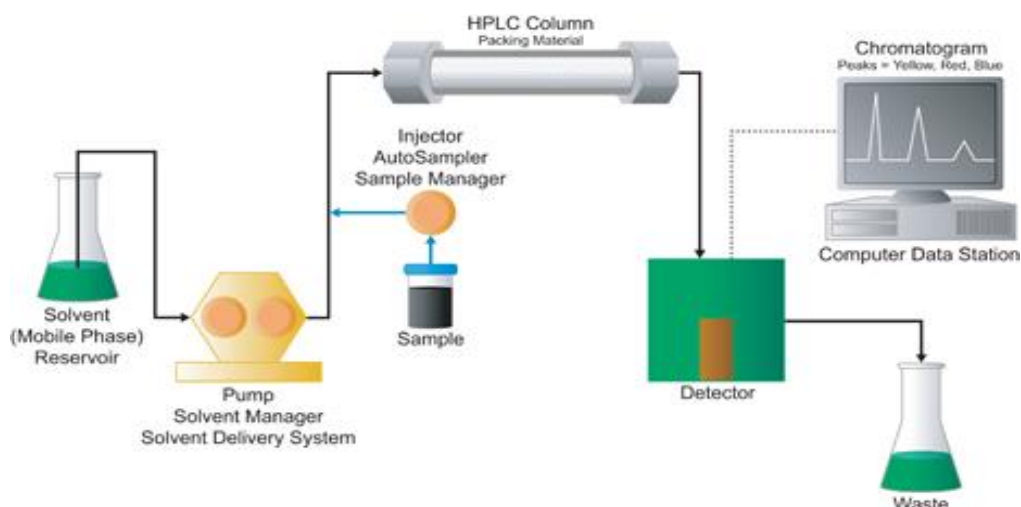 HPLC Column
Packing Material
Chromatogram
Peaks = Yellow, Red, Blue
Injector
AutoSampler
Sample Manager
Computer Data Station
Solvent
(Mobile Phase)
Reservoir
Sample
Pump
Solvent Manager
Solvent Delivery System
Detector
Waste